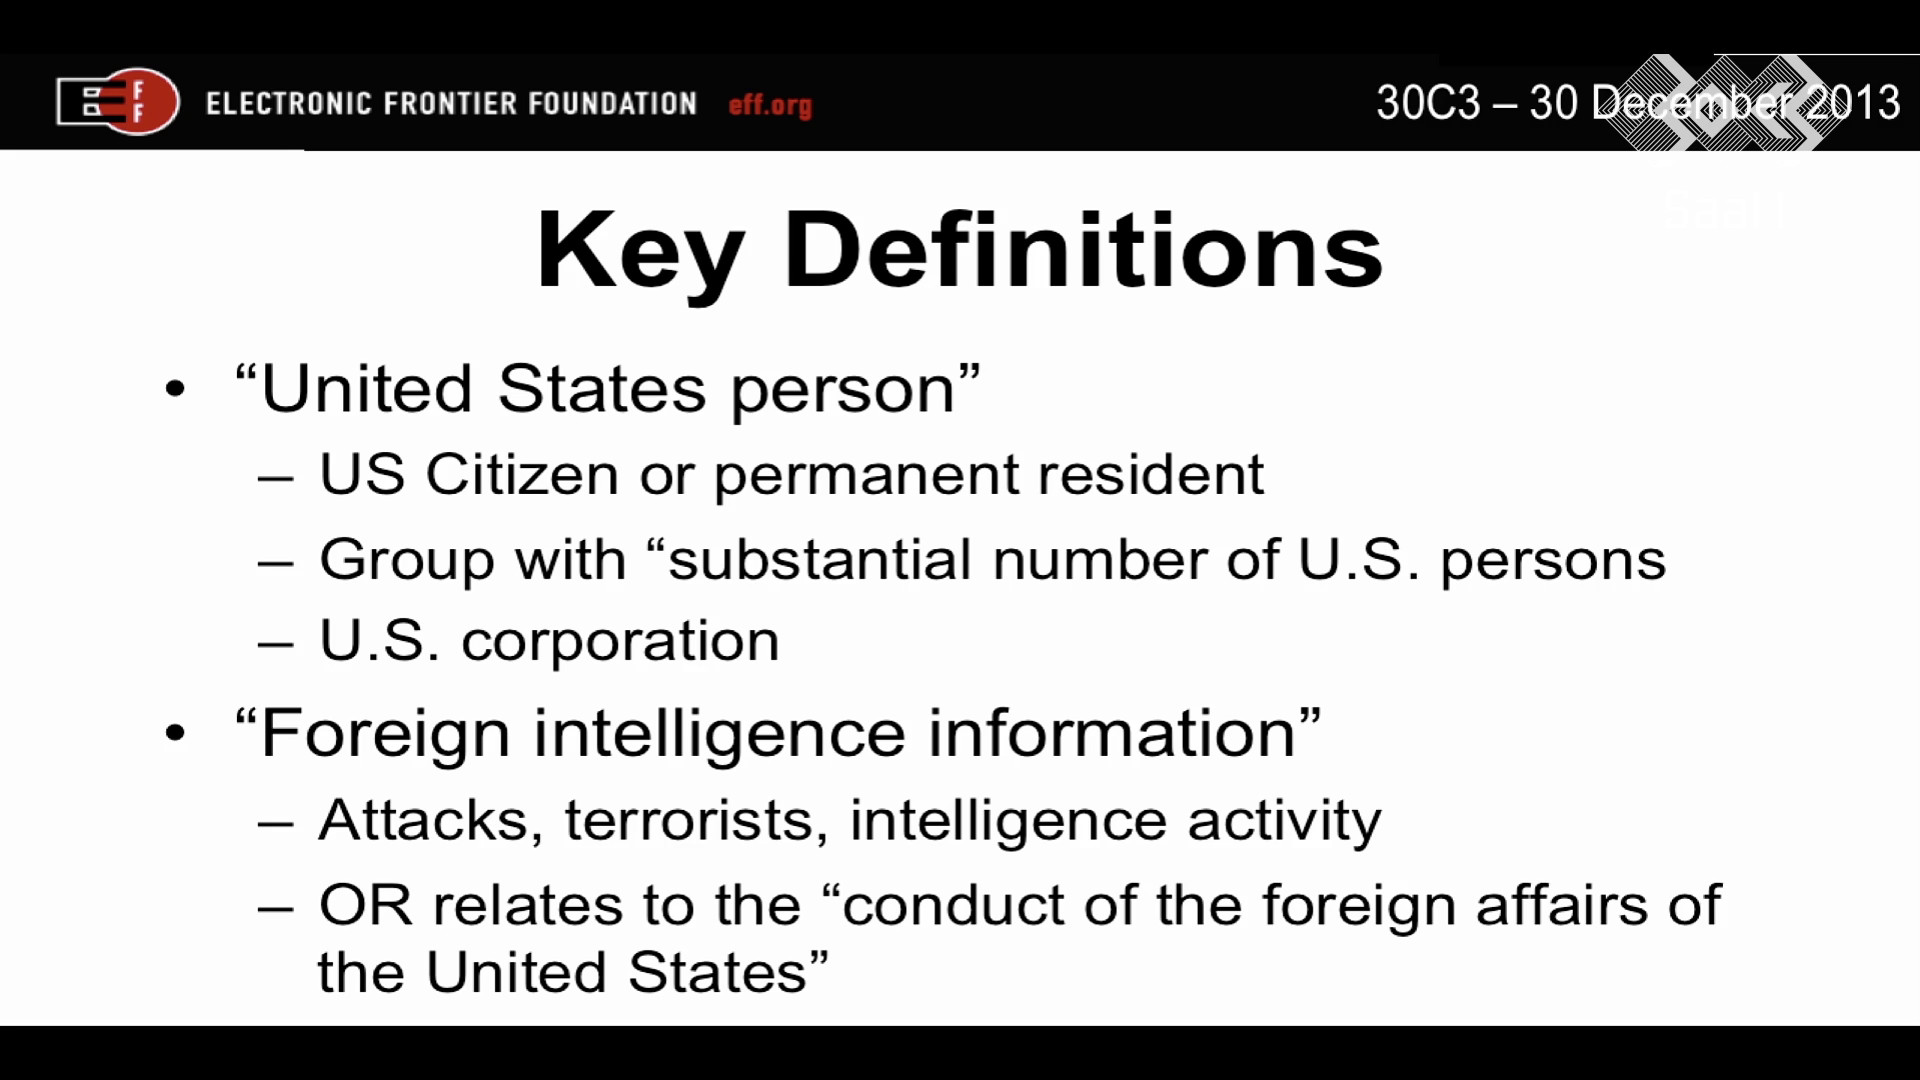 EFF ELECTRONIC FRONTIER FOUNDATION eff.org
30C3 – 30 December 2013
Key Definitions
• “United States person”
– US Citizen or permanent resident
– Group with “substantial number of U.S. persons
– U.S. corporation
• “Foreign intelligence information”
– Attacks, terrorists, intelligence activity
– OR relates to the “conduct of the foreign affairs of
the United States”